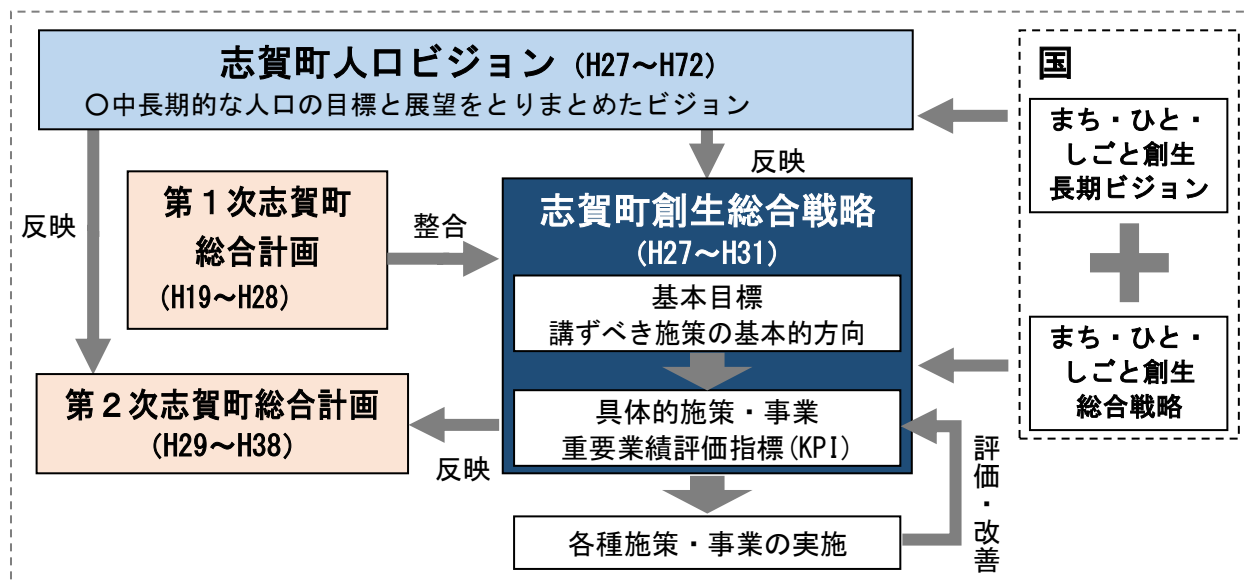 志賀町人口ビジョン (H27～H72)
○中長期的な人口の目標と展望をとりまとめたビジョン
国
まち・ひと・
しごと創生
長期ビジョン
反映
反映
第１次志賀町
総合計画
(H19～H28)
整合
志賀町創生総合戦略
(H27～H31)
基本目標
講ずべき施策の基本的方向
まち・ひと・
しごと創生
総合戦略
第２次志賀町総合計画
(H29～H38)
反映
具体的施策・事業
重要業績評価指標(KPI)
評価・改善
各種施策・事業の実施